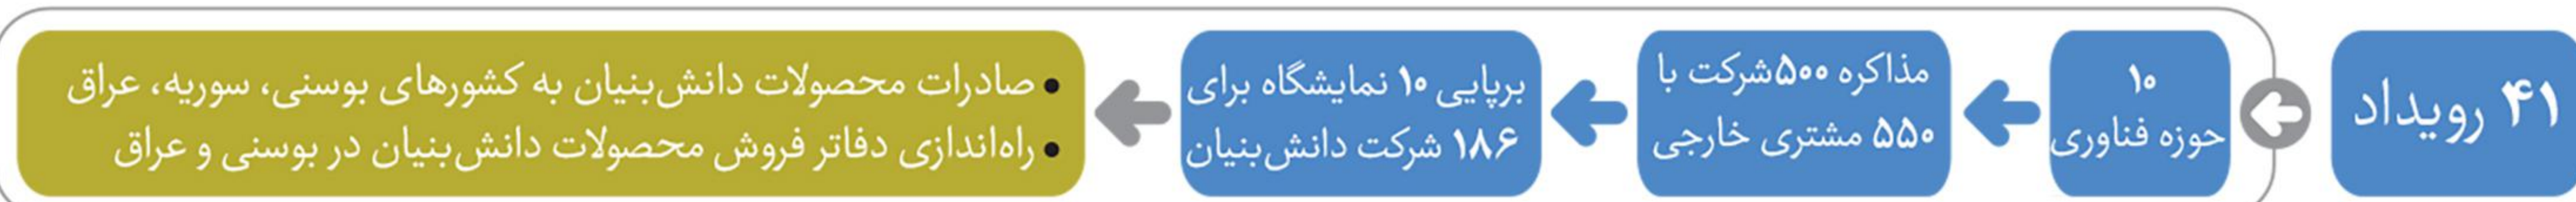 ۴۱ رویداد
۱۰
حوزه فناوری
مذاکره ۵۰۰شرکت با
۵۵۰ مشتری خارجی
برپایی ۱۰ نمایشگاه برای
۱۸۶ شرکت دانش‌بنیان
• صادرات محصولات دانش‌بنیان به کشورهای بوسنی، سوریه، عراق
• راه‌اندازی دفاتر فروش محصولات دانش‌بنیان در بوسنی و عراق